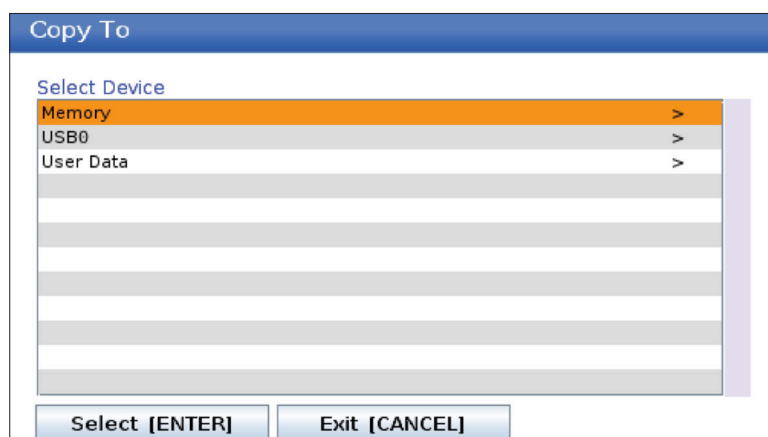 Copy To
Select Device
Memory >
USB0 >
User Data >
Select [ENTER] Exit [CANCEL]